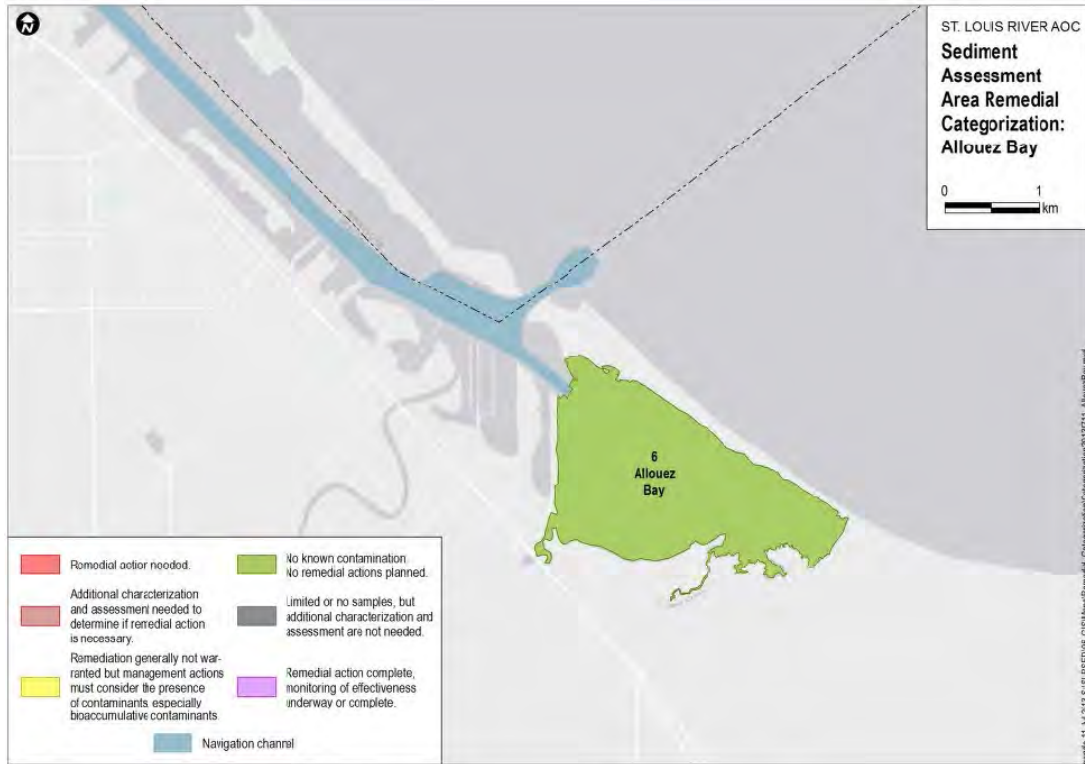 N
ST. LOUIS RIVER AOC
Sediment
Assessment
Area Remedial
Categorization:
Allouez Bay
0 1
km
6
Allouez
Bay
Remedial action needed.
Additional characterization
and assessment needed to
determine if remedial action
is necessary.
Remediation generally not war-
ranted but management actions
must consider the presence
of contaminants, especially
bioaccumulative contaminants.
No known contamination.
No remedial actions planned.
Limited or no samples, but
additional characterization and
assessment are not needed.
Remedial action complete,
monitoring of effectiveness
underway or complete.
Navigation channel